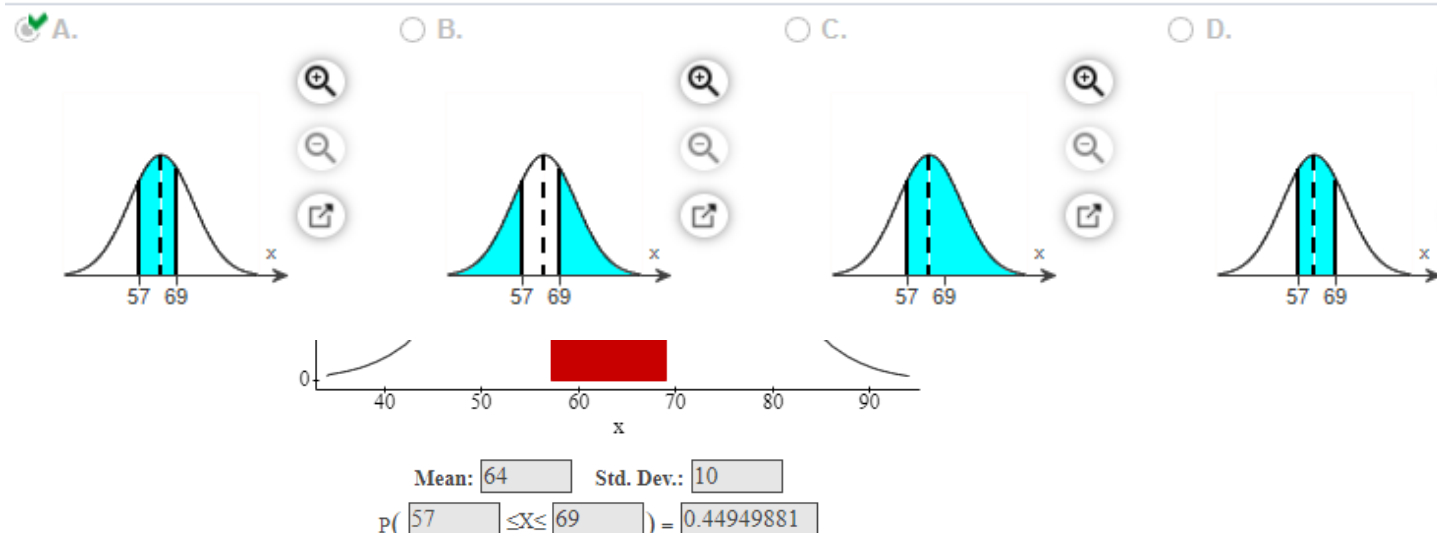 A. B. C. D.
x x x x
57 69 57 69 57 69 57 69
0
40 50 60 70 80 90
x
Mean: 64 Std. Dev.: 10
P( 57 ≤X≤ 69 ) = 0.44949881